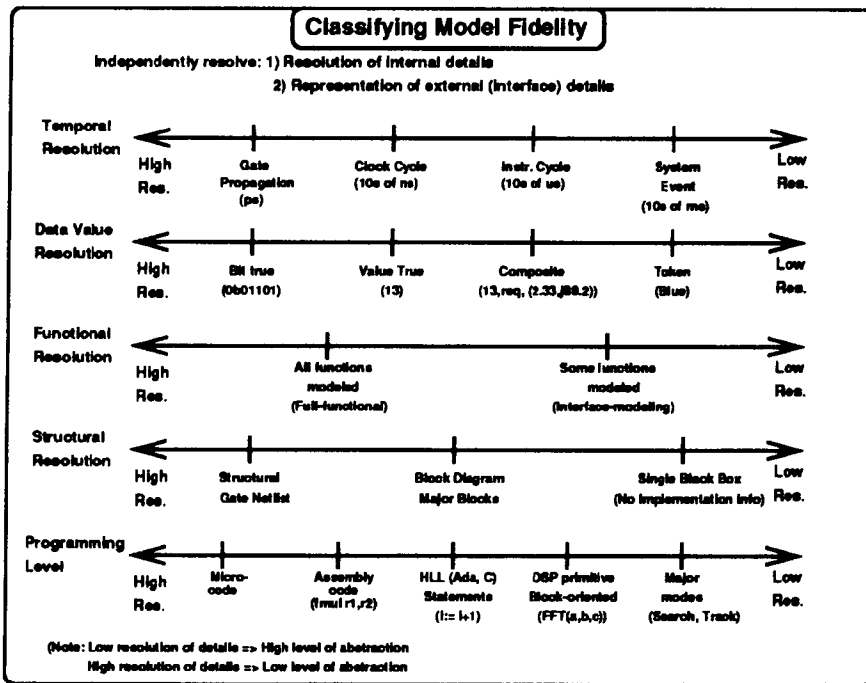 Classifying Model Fidelity
Independently resolve: 1) Resolution of internal details
2) Representation of external (interface) details
Temporal
Resolution
High
Res.
Gate
Propagation
(ps)
Clock Cycle
(10s of ns)
Instr. Cycle
(10s of us)
System
Event
(10s of ms)
Low
Res.
Data Value
Resolution
High
Res.
Bit true
(0b01101)
Value True
(13)
Composite
(13,req, (2.33,j89.2))
Token
(Blue)
Low
Res.
Functional
Resolution
High
Res.
All functions
modeled
(Full-functional)
Some functions
modeled
(Interface-modeling)
Low
Res.
Structural
Resolution
High
Res.
Structural
Gate Netlist
Block Diagram
Major Blocks
Single Black Box
(No Implementation Info)
Low
Res.
Programming
Level
High
Res.
Micro-
code
Assembly
code
(fmul r1,r2)
HLL (Ada, C)
Statements
(i:= i+1)
DSP primitive
Block-oriented
(FFT(a,b,c))
Major
modes
(Search, Track)
Low
Res.
(Note: Low resolution of details => High level of abstraction
High resolution of details => Low level of abstraction